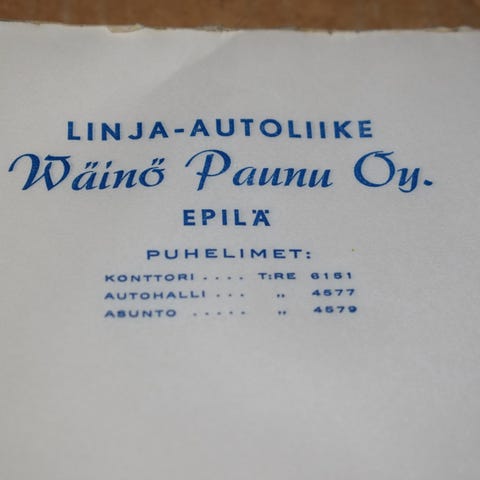 LINJA-AUTOLIIKE
Wäinö Paunu Oy.
EPILÄ
PUHELIMET:
KONTTORI .... T:RE 6151
AUTOHALLI ... „ 4577
ASUNTO ..... „ 4579